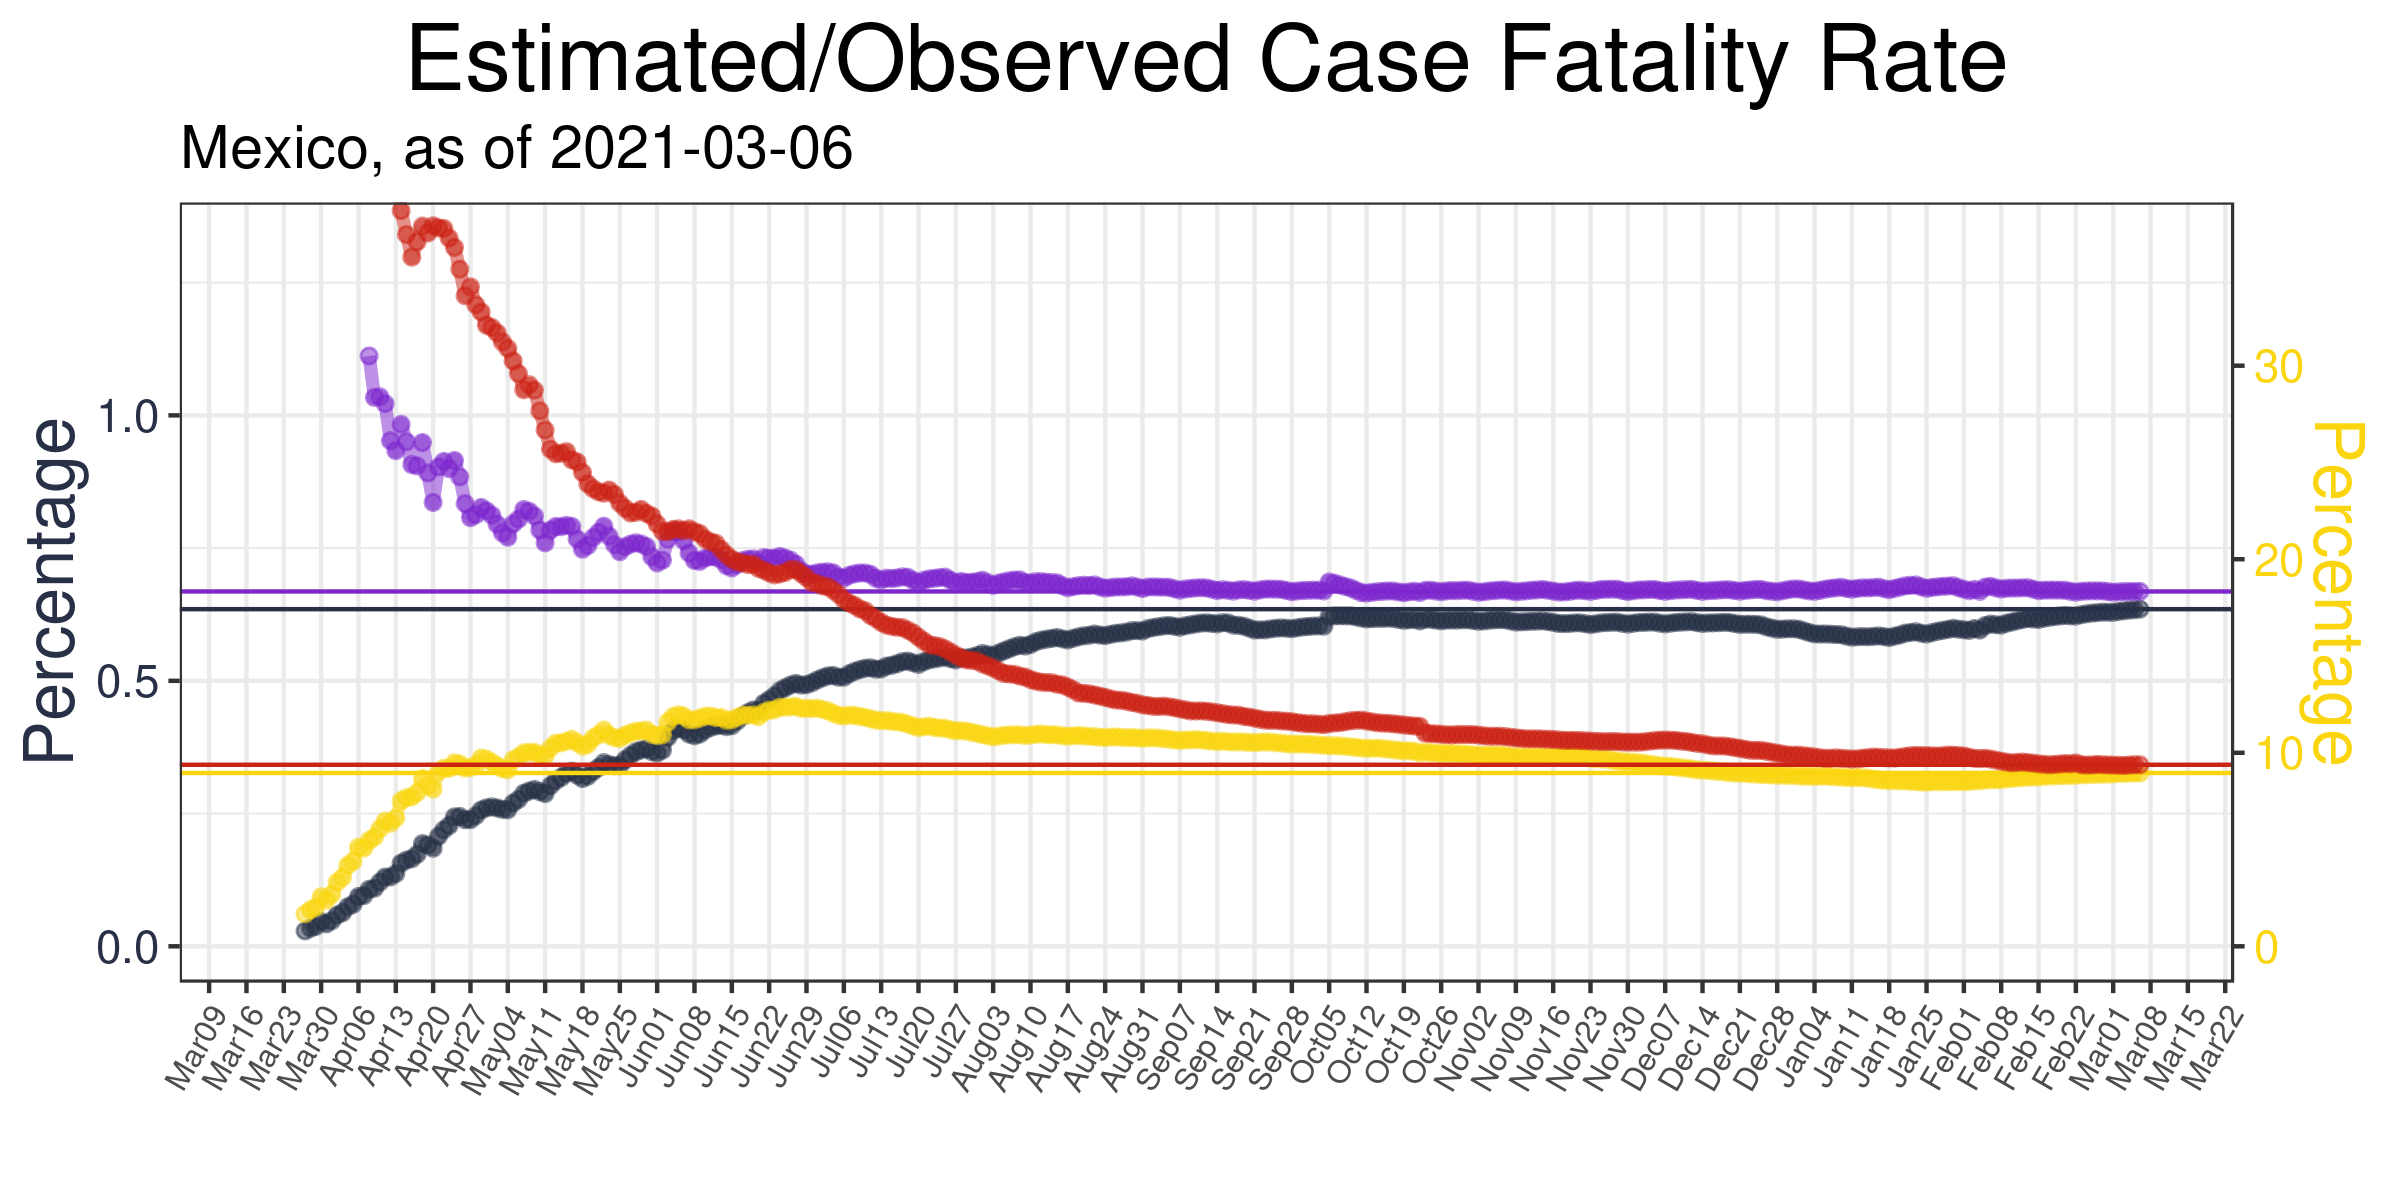 Estimated/Observed Case Fatality Rate
Mexico, as of 2021-03-06
Percentage
1.0
0.5
0.0
30
20
10
0
Percentage
Mar09
Mar16
Mar23
Mar30
Apr06
Apr13
Apr20
Apr27
May04
May11
May18
May25
Jun01
Jun08
Jun15
Jun22
Jun29
Jul06
Jul13
Jul20
Jul27
Aug03
Aug10
Aug17
Aug24
Aug31
Sep07
Sep14
Sep21
Sep28
Oct05
Oct12
Oct19
Oct26
Nov02
Nov09
Nov16
Nov23
Nov30
Dec07
Dec14
Dec21
Dec28
Dec04
Jan11
Jan18
Jan18
Jan25
Feb01
Feb08
Feb15
Feb22
Mar01
Mar08
Mar15
Mar22